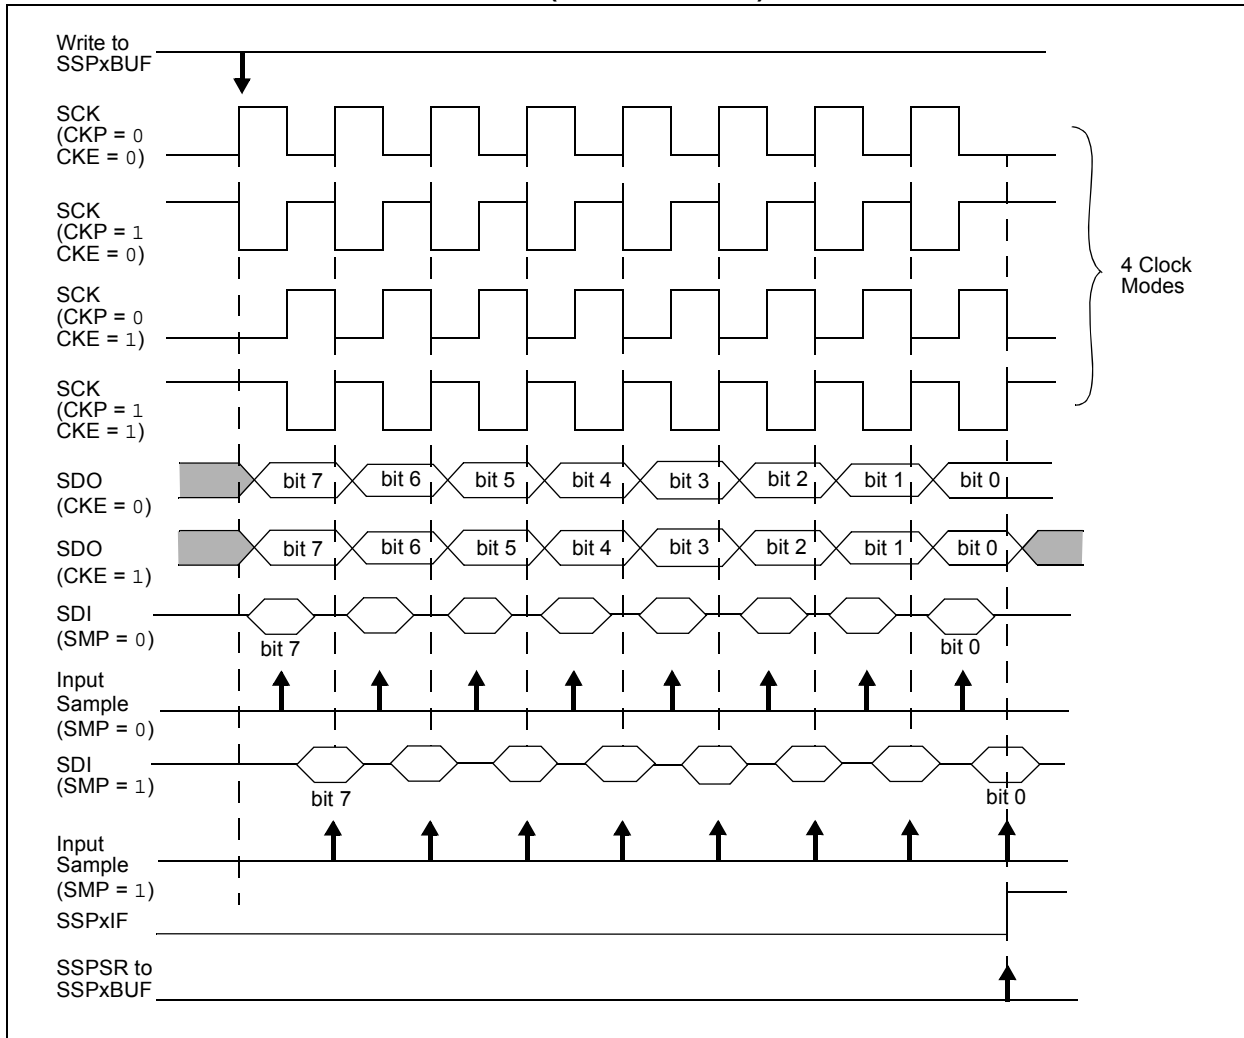 Write to
SSPxBUF
SCK
(CKP = 0
CKE = 0)
SCK
(CKP = 1
CKE = 0)
SCK
(CKP = 0
CKE = 1)
SCK
(CKP = 1
CKE = 1)
4 Clock
Modes
SDO
(CKE = 0)
bit 7 bit 6 bit 5 bit 4 bit 3 bit 2 bit 1 bit 0
SDO
(CKE = 1)
bit 7 bit 6 bit 5 bit 4 bit 3 bit 2 bit 1 bit 0
SDI
(SMP = 0)
bit 7 bit 0
Input
Sample
(SMP = 0)
SDI
(SMP = 1)
bit 7 bit 0
Input
Sample
(SMP = 1)
SSPxIF
SSPSR to
SSPxBUF